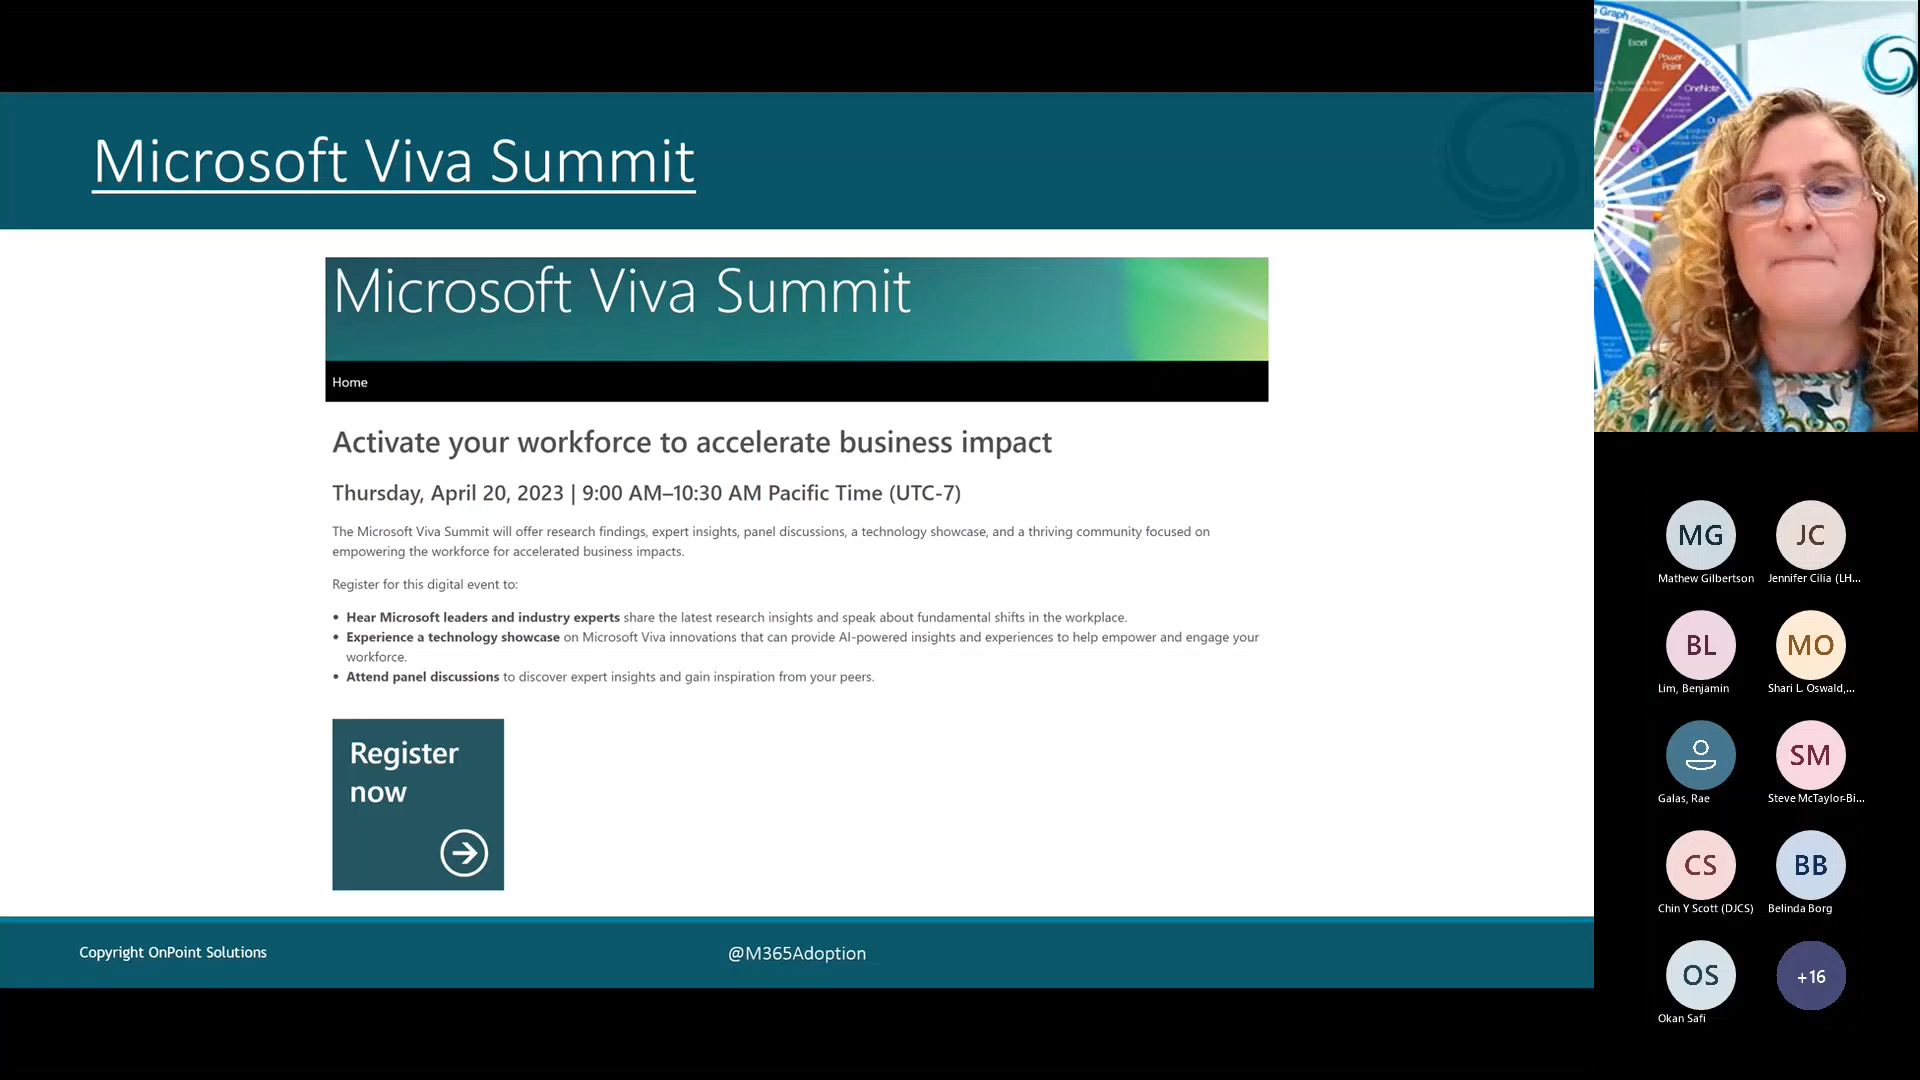 Microsoft Viva Summit
Microsoft Viva Summit
Home
Activate your workforce to accelerate business impact
Thursday, April 20, 2023 | 9:00 AM–10:30 AM Pacific Time (UTC-7)
The Microsoft Viva Summit will offer research findings, expert insights, panel discussions, a technology showcase, and a thriving community focused on
empowering the workforce for accelerated business impacts.
Register for this digital event to:
• Hear Microsoft leaders and industry experts share the latest research insights and speak about fundamental shifts in the workplace.
• Experience a technology showcase on Microsoft Viva innovations that can provide AI-powered insights and experiences to help empower and engage your
workforce.
• Attend panel discussions to discover expert insights and gain inspiration from your peers.
Register
now
Copyright OnPoint Solutions
@M365Adoption
Graph
Excel
Power
Point
OneNote
MG
JC
Mathew Gilbertson
Jennifer Cilia (LH...
BL
MO
Lim, Benjamin
Shari L. Oswald,...
SM
Galas, Rae
Steve McTaylor-Bi...
CS
BB
Chin Y Scott (DJCS)
Belinda Borg
OS
+16
Okan Safi